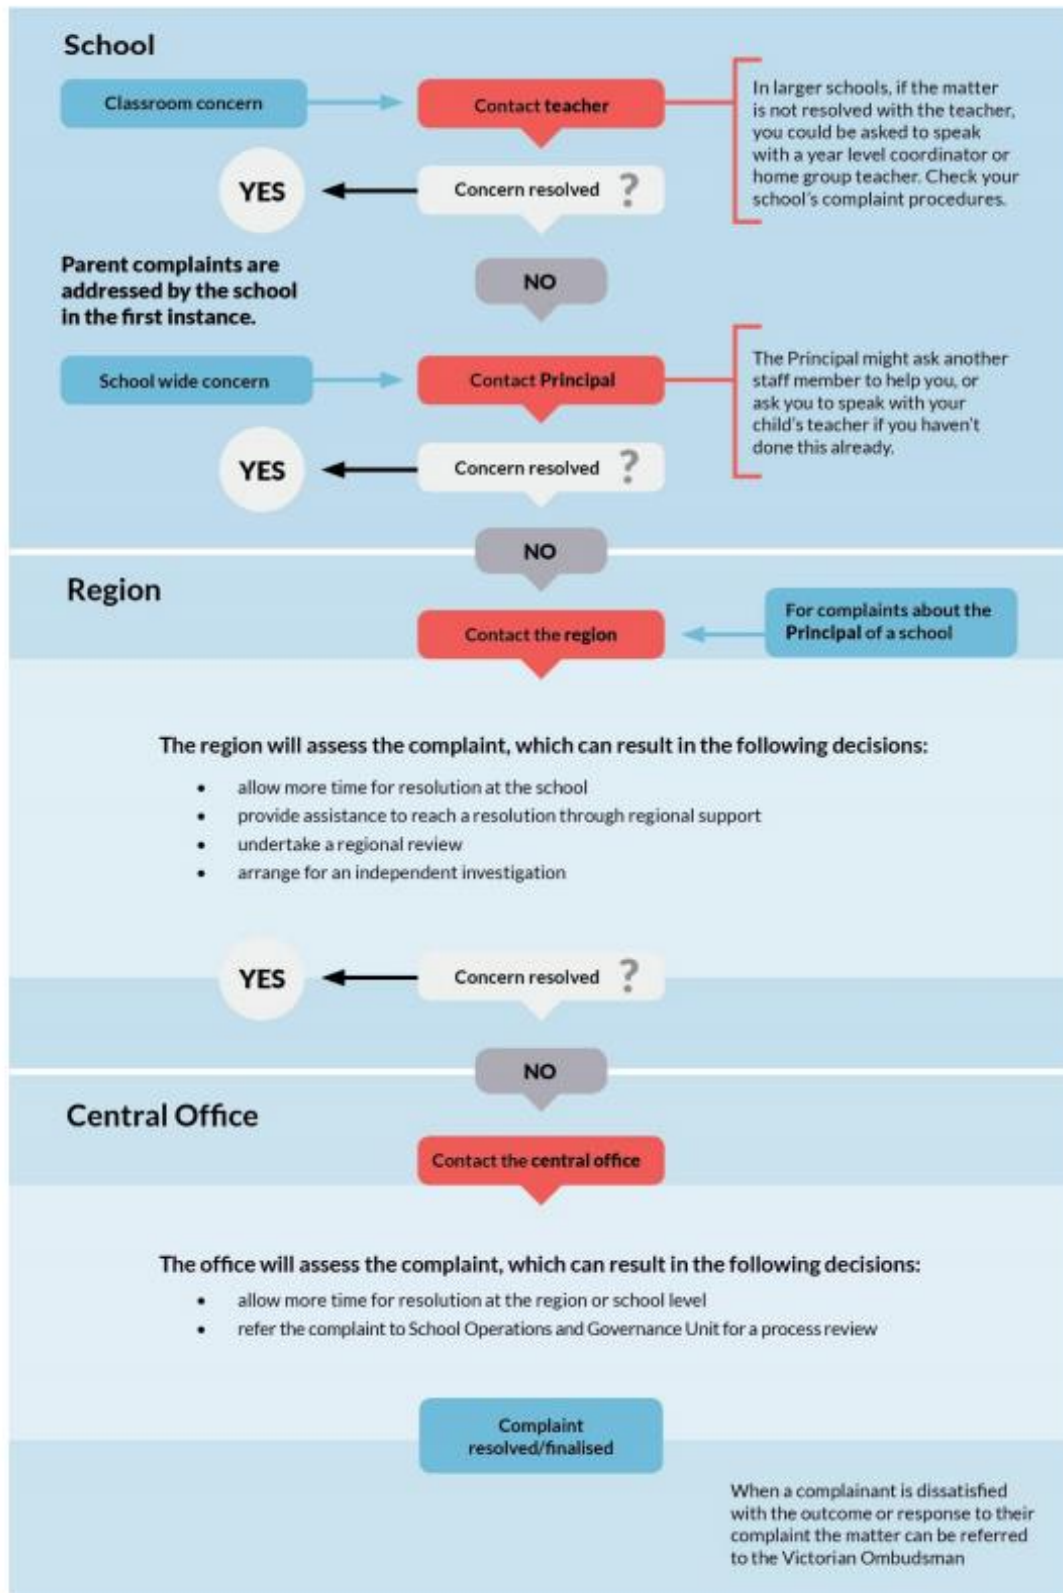 School
Classroom concern
Contact teacher
In larger schools, if the matter
is not resolved with the teacher,
you could be asked to speak
with a year level coordinator or
home group teacher. Check your
school's complaint procedures.
YES
Concern resolved ?
Parent complaints are
addressed by the school
in the first instance.
NO
School wide concern
Contact Principal
The Principal might ask another
staff member to help you, or
ask you to speak with your
child's teacher if you haven't
done this already.
YES
Concern resolved ?
NO
Region
Contact the region
For complaints about the
Principal of a school
The region will assess the complaint, which can result in the following decisions:
• allow more time for resolution at the school
• provide assistance to reach a resolution through regional support
• undertake a regional review
• arrange for an independent investigation
YES
Concern resolved ?
NO
Central Office
Contact the central office
The office will assess the complaint, which can result in the following decisions:
• allow more time for resolution at the region or school level
• refer the complaint to School Operations and Governance Unit for a process review
Complaint
resolved/finalised
When a complainant is dissatisfied
with the outcome or response to their
complaint the matter can be referred
to the Victorian Ombudsman